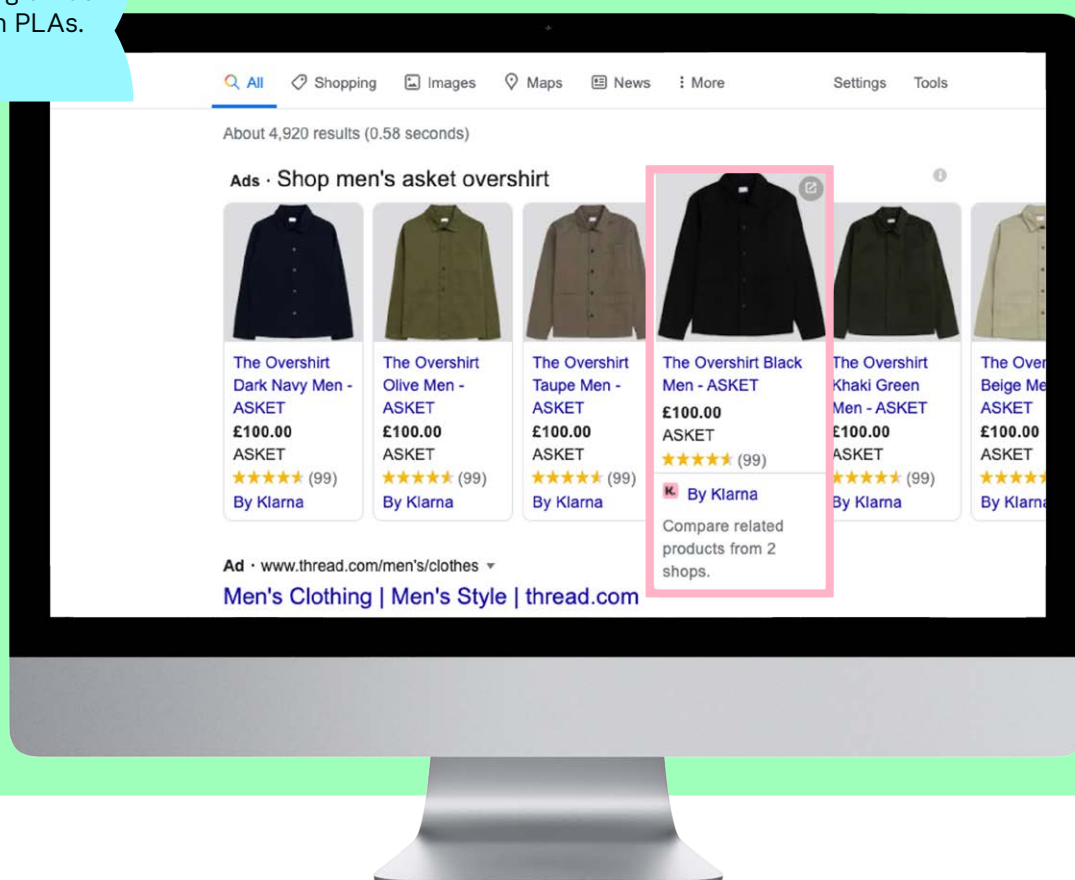 n PLAs.
All Shopping Images Maps News More Settings Tools
About 4,920 results (0.58 seconds)
Ads · Shop men's asket overshirt
The Overshirt
Dark Navy Men -
ASKET
£100.00
ASKET
(99)
By Klarna
The Overshirt
Olive Men -
ASKET
£100.00
ASKET
(99)
By Klarna
The Overshirt
Taupe Men -
ASKET
£100.00
ASKET
(99)
By Klarna
The Overshirt Black
Men - ASKET
£100.00
ASKET
(99)
K. By Klarna
Compare related
products from 2
shops.
The Overshirt
Khaki Green
Men - ASKET
£100.00
ASKET
(99)
By Klarna
The Over
Beige Me
ASKET
£100.00
ASKET
By Klarna
Ad · www.thread.com/men's/clothes
Men's Clothing | Men's Style | thread.com